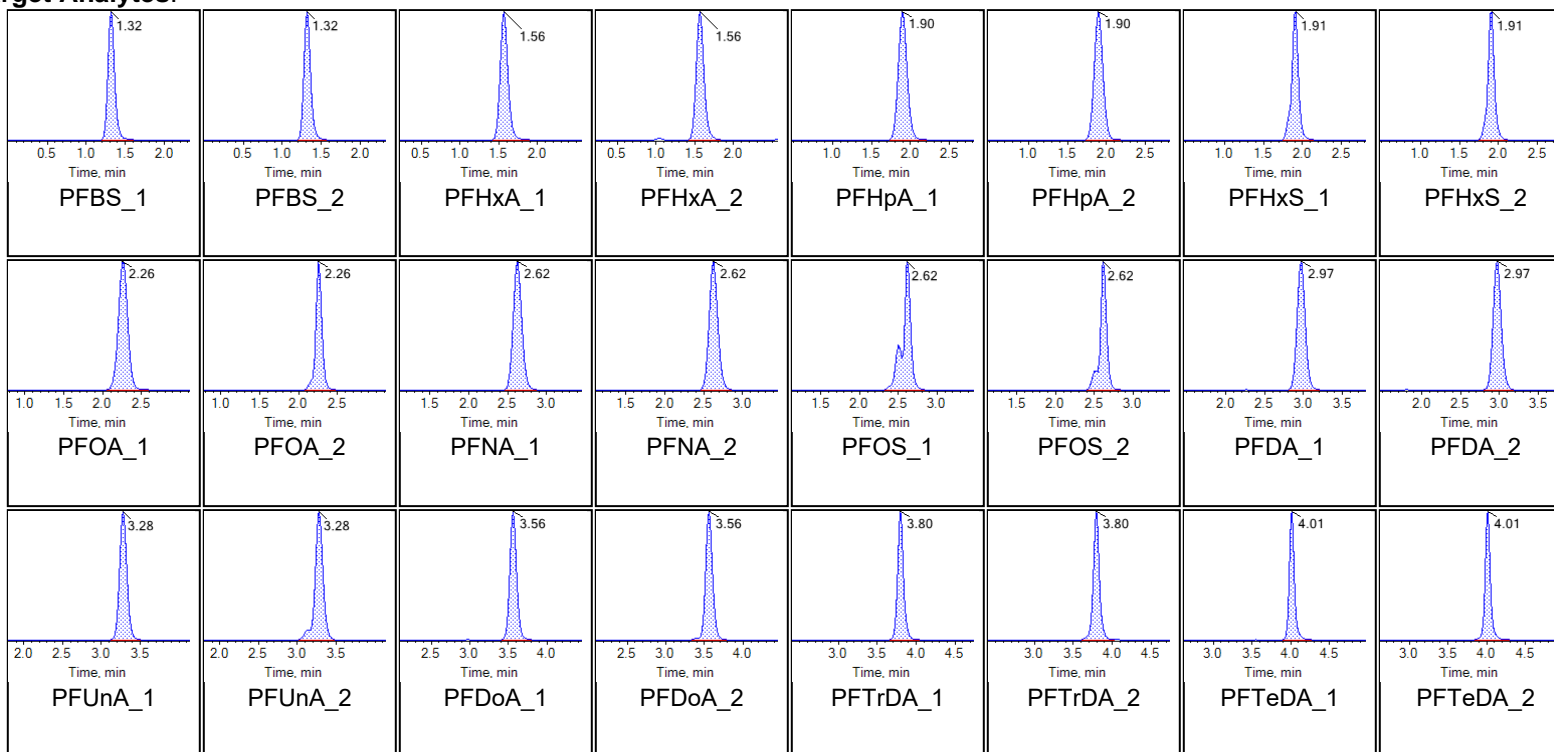 rget Analytes:
1.32 1.32 1.56 1.56 1.90 1.90 1.91 1.91
0.5 1.0 1.5 2.0 0.5 1.0 1.5 2.0 0.5 1.0 1.5 2.0 0.5 1.0 1.5 2.0 1.0 1.5 2.0 2.5 1.0 1.5 2.0 2.5 1.0 1.5 2.0 2.5 1.0 1.5 2.0 2.5
Time, min Time, min Time, min Time, min Time, min Time, min Time, min Time, min
PFBS_1 PFBS_2 PFHxA_1 PFHxA_2 PFHpA_1 PFHpA_2 PFHxS_1 PFHxS_2
2.26 2.26 2.62 2.62 2.62 2.62 2.97 2.97
1.0 1.5 2.0 2.5 1.0 1.5 2.0 2.5 1.5 2.0 2.5 3.0 1.5 2.0 2.5 3.0 1.5 2.0 2.5 3.0 1.5 2.0 2.5 3.0 2.0 2.5 3.0 3.5 2.0 2.5 3.0 3.5
Time, min Time, min Time, min Time, min Time, min Time, min Time, min Time, min
PFOA_1 PFOA_2 PFNA_1 PFNA_2 PFOS_1 PFOS_2 PFDA_1 PFDA_2
3.28 3.28 3.56 3.56 3.80 3.80 4.01 4.01
2.0 2.5 3.0 3.5 2.0 2.5 3.0 3.5 2.5 3.0 3.5 4.0 2.5 3.0 3.5 4.0 3.0 3.5 4.0 4.5 3.0 3.5 4.0 4.5 3.0 3.5 4.0 4.5 3.0 3.5 4.0 4.5
Time, min Time, min Time, min Time, min Time, min Time, min Time, min Time, min
PFUnA_1 PFUnA_2 PFDoA_1 PFDoA_2 PFTrDA_1 PFTrDA_2 PFTeDA_1 PFTeDA_2